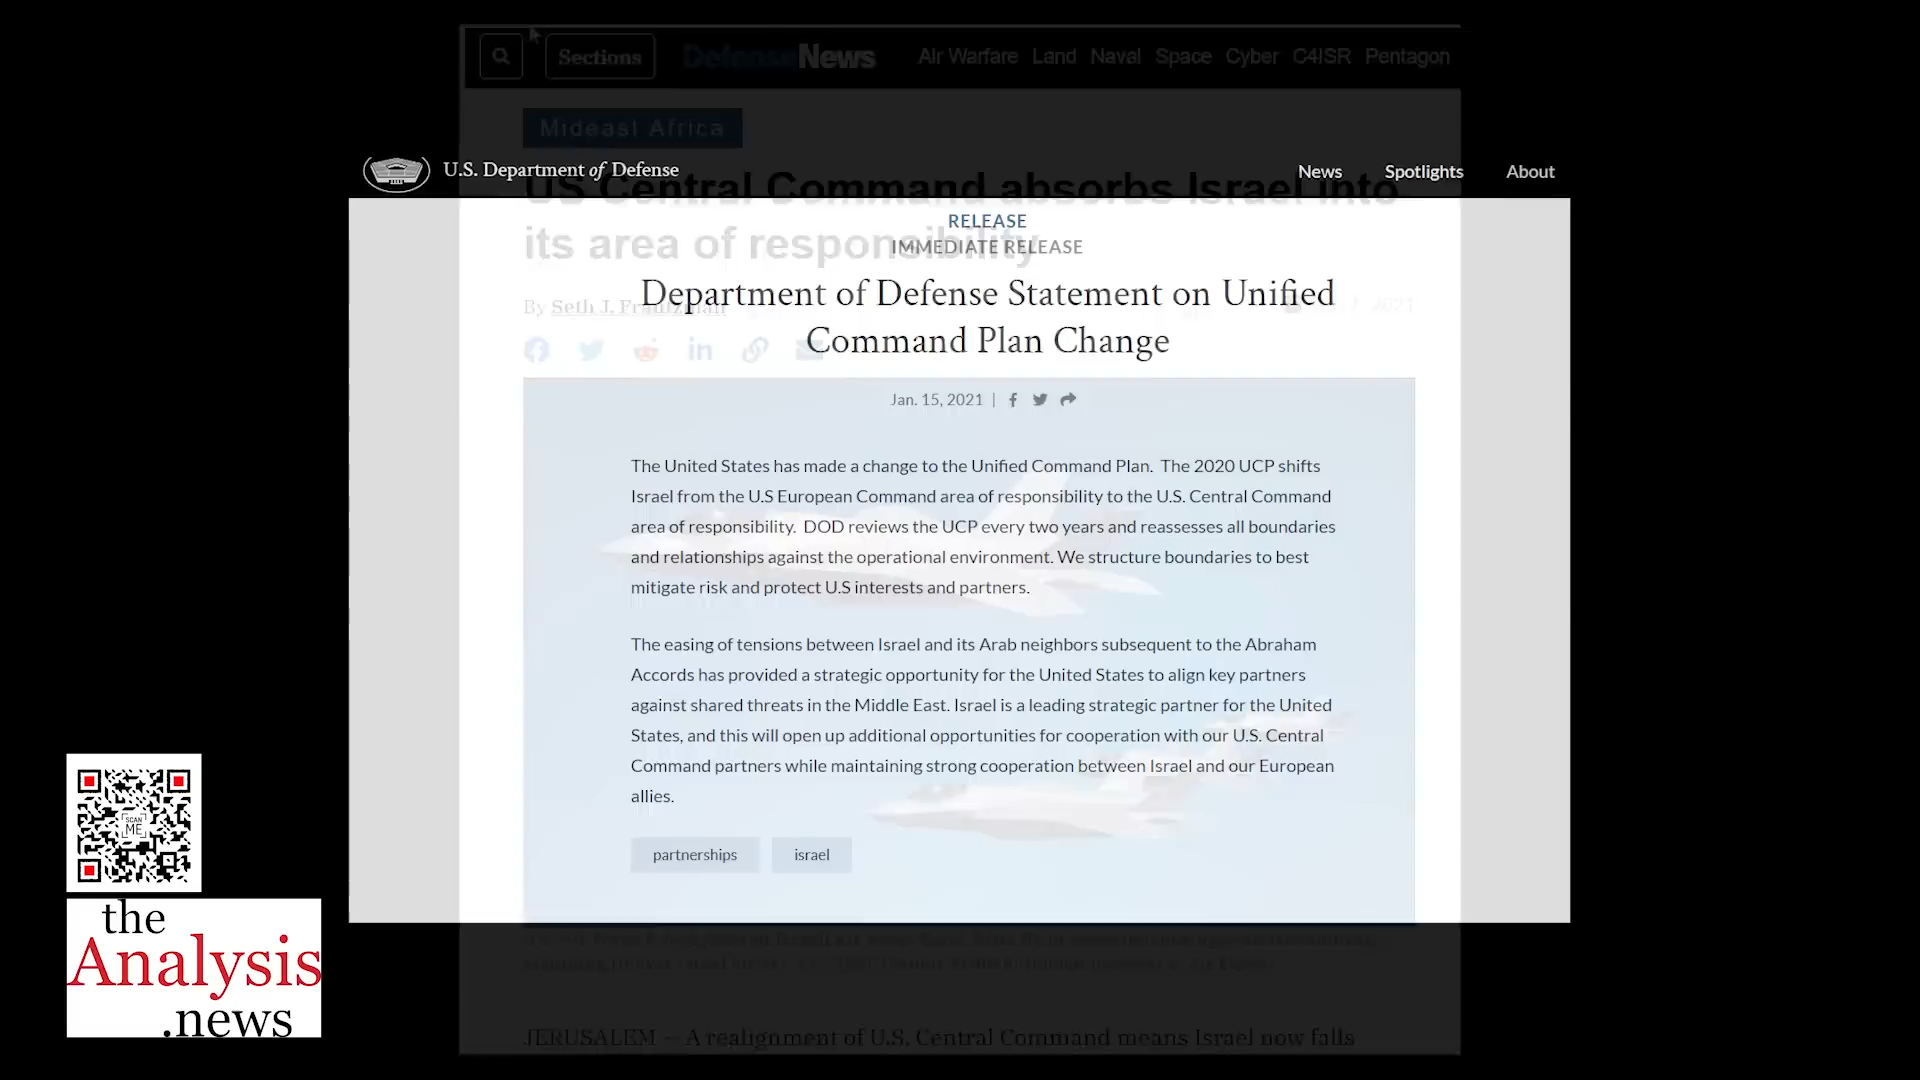 Sections
DefenseNews
Air Warfare Land Naval Space Cyber C4ISR Pentagon
Mideast Africa
US Central Command absorbs Israel into
its area of responsibility
By Seth J. Frantzman
2021
U.S. Department of Defense
News Spotlights About
RELEASE
IMMEDIATE RELEASE
Department of Defense Statement on Unified
Command Plan Change
Jan. 15, 2021 |
The United States has made a change to the Unified Command Plan. The 2020 UCP shifts
Israel from the U.S European Command area of responsibility to the U.S. Central Command
area of responsibility. DOD reviews the UCP every two years and reassesses all boundaries
and relationships against the operational environment. We structure boundaries to best
mitigate risk and protect U.S interests and partners.
The easing of tensions between Israel and its Arab neighbors subsequent to the Abraham
Accords has provided a strategic opportunity for the United States to align key partners
against shared threats in the Middle East. Israel is a leading strategic partner for the United
States, and this will open up additional opportunities for cooperation with our U.S. Central
Command partners while maintaining strong cooperation between Israel and our European
allies.
partnerships israel
JERUSALEM — A realignment of U.S. Central Command means Israel now falls
SCAN
ME
the
Analysis
.news